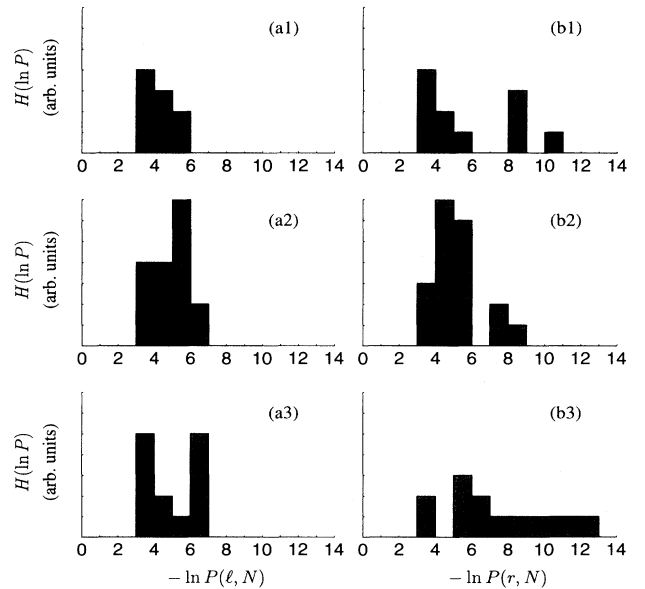 H(ln P)
(arb. units)
(a1)
0 2 4 6 8 10 12 14
(b1)
0 2 4 6 8 10 12 14
H(ln P)
(arb. units)
(a2)
0 2 4 6 8 10 12 14
(b2)
0 2 4 6 8 10 12 14
H(ln P)
(arb. units)
(a3)
0 2 4 6 8 10 12 14
− ln P(ℓ, N)
(b3)
0 2 4 6 8 10 12 14
− ln P(r, N)